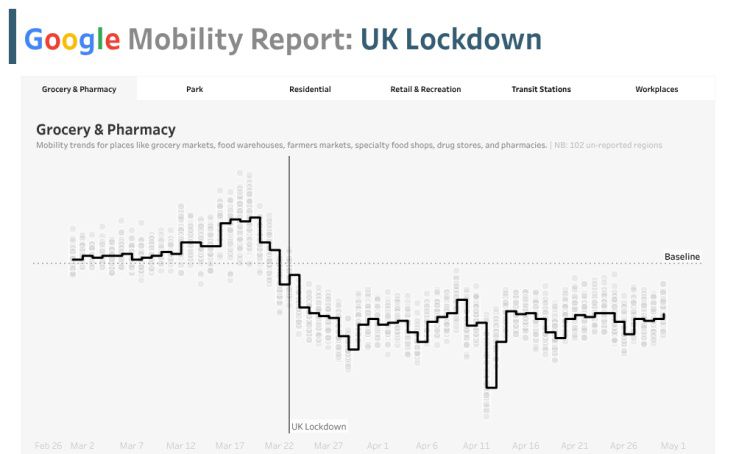 Google Mobility Report: UK Lockdown
Grocery & Pharmacy Park Residential Retail & Recreation Transit Stations Workplaces
Grocery & Pharmacy
Mobility trends for places like grocery markets, food warehouses, farmers markets, specialty food shops, drug stores, and pharmacies. | NB: 102 un-reported regions
Baseline
UK Lockdown
Feb 26 Mar 2 Mar 7 Mar 12 Mar 17 Mar 22 Mar 27 Apr 1 Apr 6 Apr 11 Apr 16 Apr 21 Apr 26 May 1